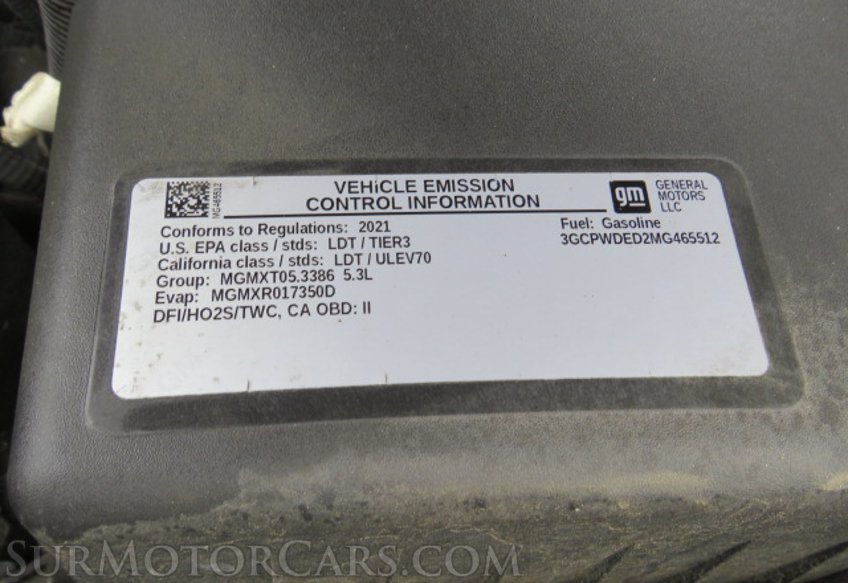 VEHICLE EMISSION
CONTROL INFORMATION
MG465512
gm
GENERAL
MOTORS
LLC
Conforms to Regulations: 2021
U.S. EPA class / stds: LDT / TIER3
California class / stds: LDT / ULEV70
Group: MGMXT05.3386 5.3L
Evap: MGMXR017350D
DFI/HO2S/TWC, CA OBD: II
Fuel: Gasoline
3GCPWDED2MG465512
SurMotorCars.com